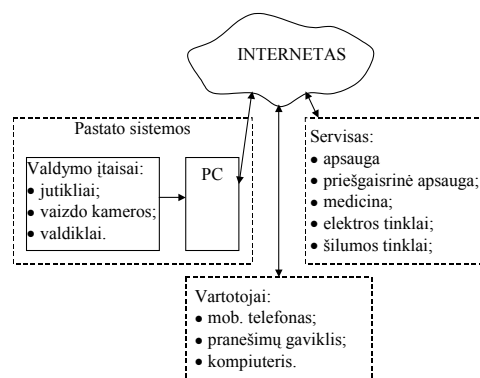 INTERNETAS
Pastato sistemos
Valdymo įtaisai:
• jutikliai;
• vaizdo kameros;
• valdiklai.
PC
Servisas:
• apsauga
• priešgaisrinė apsauga;
• medicina;
• elektros tinklai;
• šilumos tinklai;
Vartotojai:
• mob. telefonas;
• pranešimų gaviklis;
• kompiuteris.